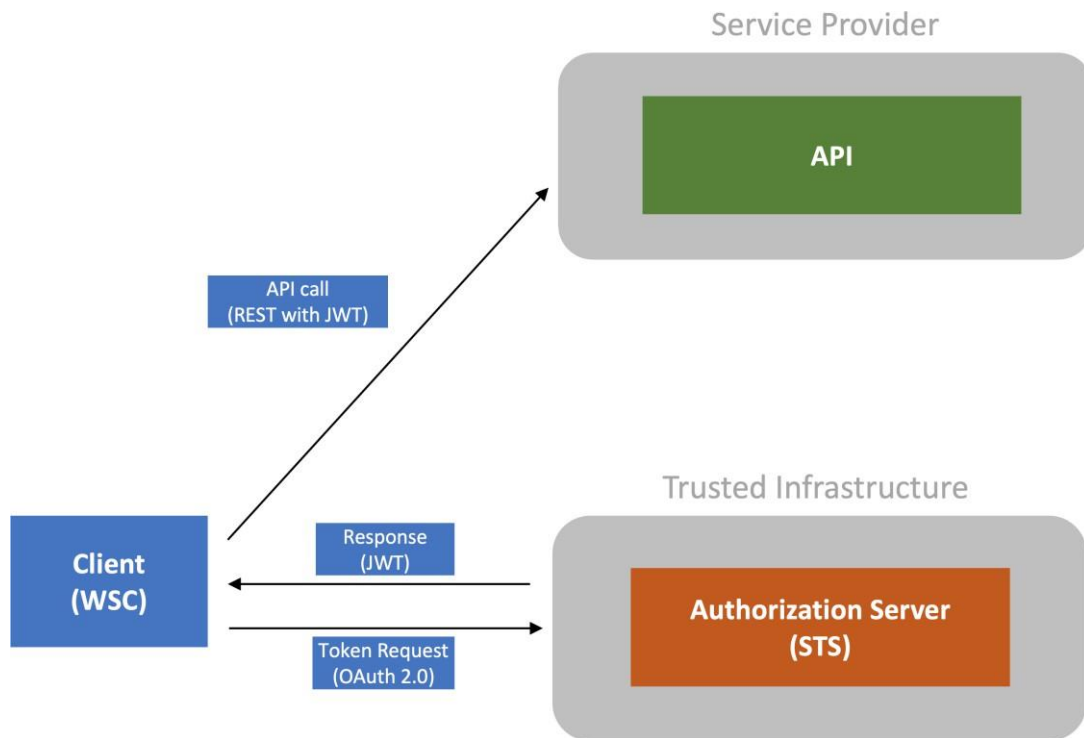 Service Provider
API
API call
(REST with JWT)
Trusted Infrastructure
Client
(WSC)
Response
(JWT)
Authorization Server
(STS)
Token Request
(OAuth 2.0)